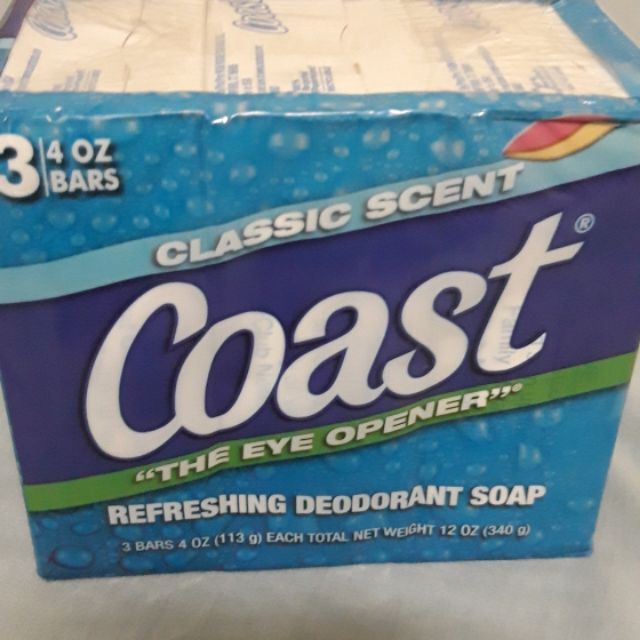 Coast
3 4 OZ
BARS
CLASSIC SCENT
Coast®
"THE EYE OPENER"®
REFRESHING DEODORANT SOAP
3 BARS 4 OZ (113 g) EACH TOTAL NET WEIGHT 12 OZ (340 g)